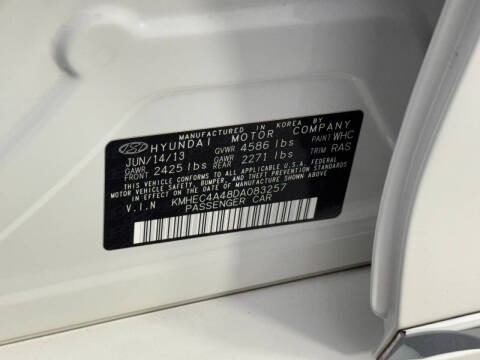 MANUFACTURED IN KOREA BY
HYUNDAI MOTOR COMPANY
JUN/14/13 GVWR 4586 lbs PAINT WHC
GAWR FRONT 2425 lbs GAWR REAR 2271 lbs TRIM RAS
THIS VEHICLE CONFORMS TO ALL APPLICABLE U.S.A. FEDERAL
MOTOR VEHICLE SAFETY, BUMPER, AND THEFT PREVENTION STANDARDS
IN EFFECT ON THE DATE OF MANUFACTURE SHOWN ABOVE.
V.I.N KMHEC4A48DA083257
PASSENGER CAR